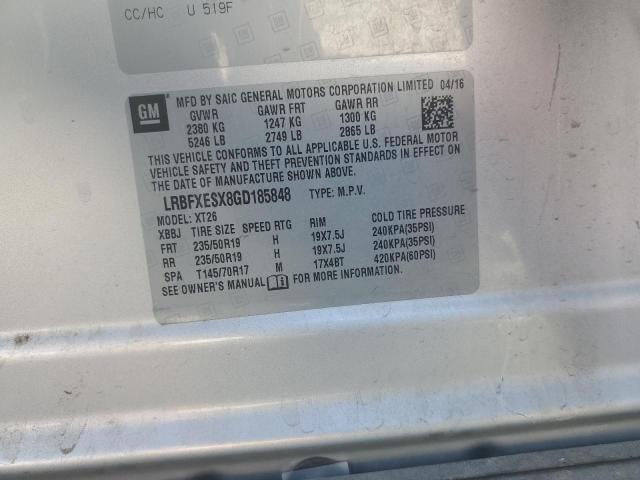 CC/HC U 519F
GM
MFD BY SAIC GENERAL MOTORS CORPORATION LIMITED 04/16
GVWR GAWR FRT GAWR RR
2380 KG 1247 KG 1300 KG
5246 LB 2749 LB 2865 LB
THIS VEHICLE CONFORMS TO ALL APPLICABLE U.S. FEDERAL MOTOR
VEHICLE SAFETY AND THEFT PREVENTION STANDARDS IN EFFECT ON
THE DATE OF MANUFACTURE SHOWN ABOVE.
LRBFXESX8GD185848 TYPE: M.P.V.
MODEL: XT26
XBBJ TIRE SIZE SPEED RTG RIM COLD TIRE PRESSURE
FRT 235/50R19 H 19X7.5J 240KPA(35PSI)
RR 235/50R19 H 19X7.5J 240KPA(35PSI)
SPA T145/70R17 M 17X4BT 420KPA(60PSI)
SEE OWNER'S MANUAL FOR MORE INFORMATION.